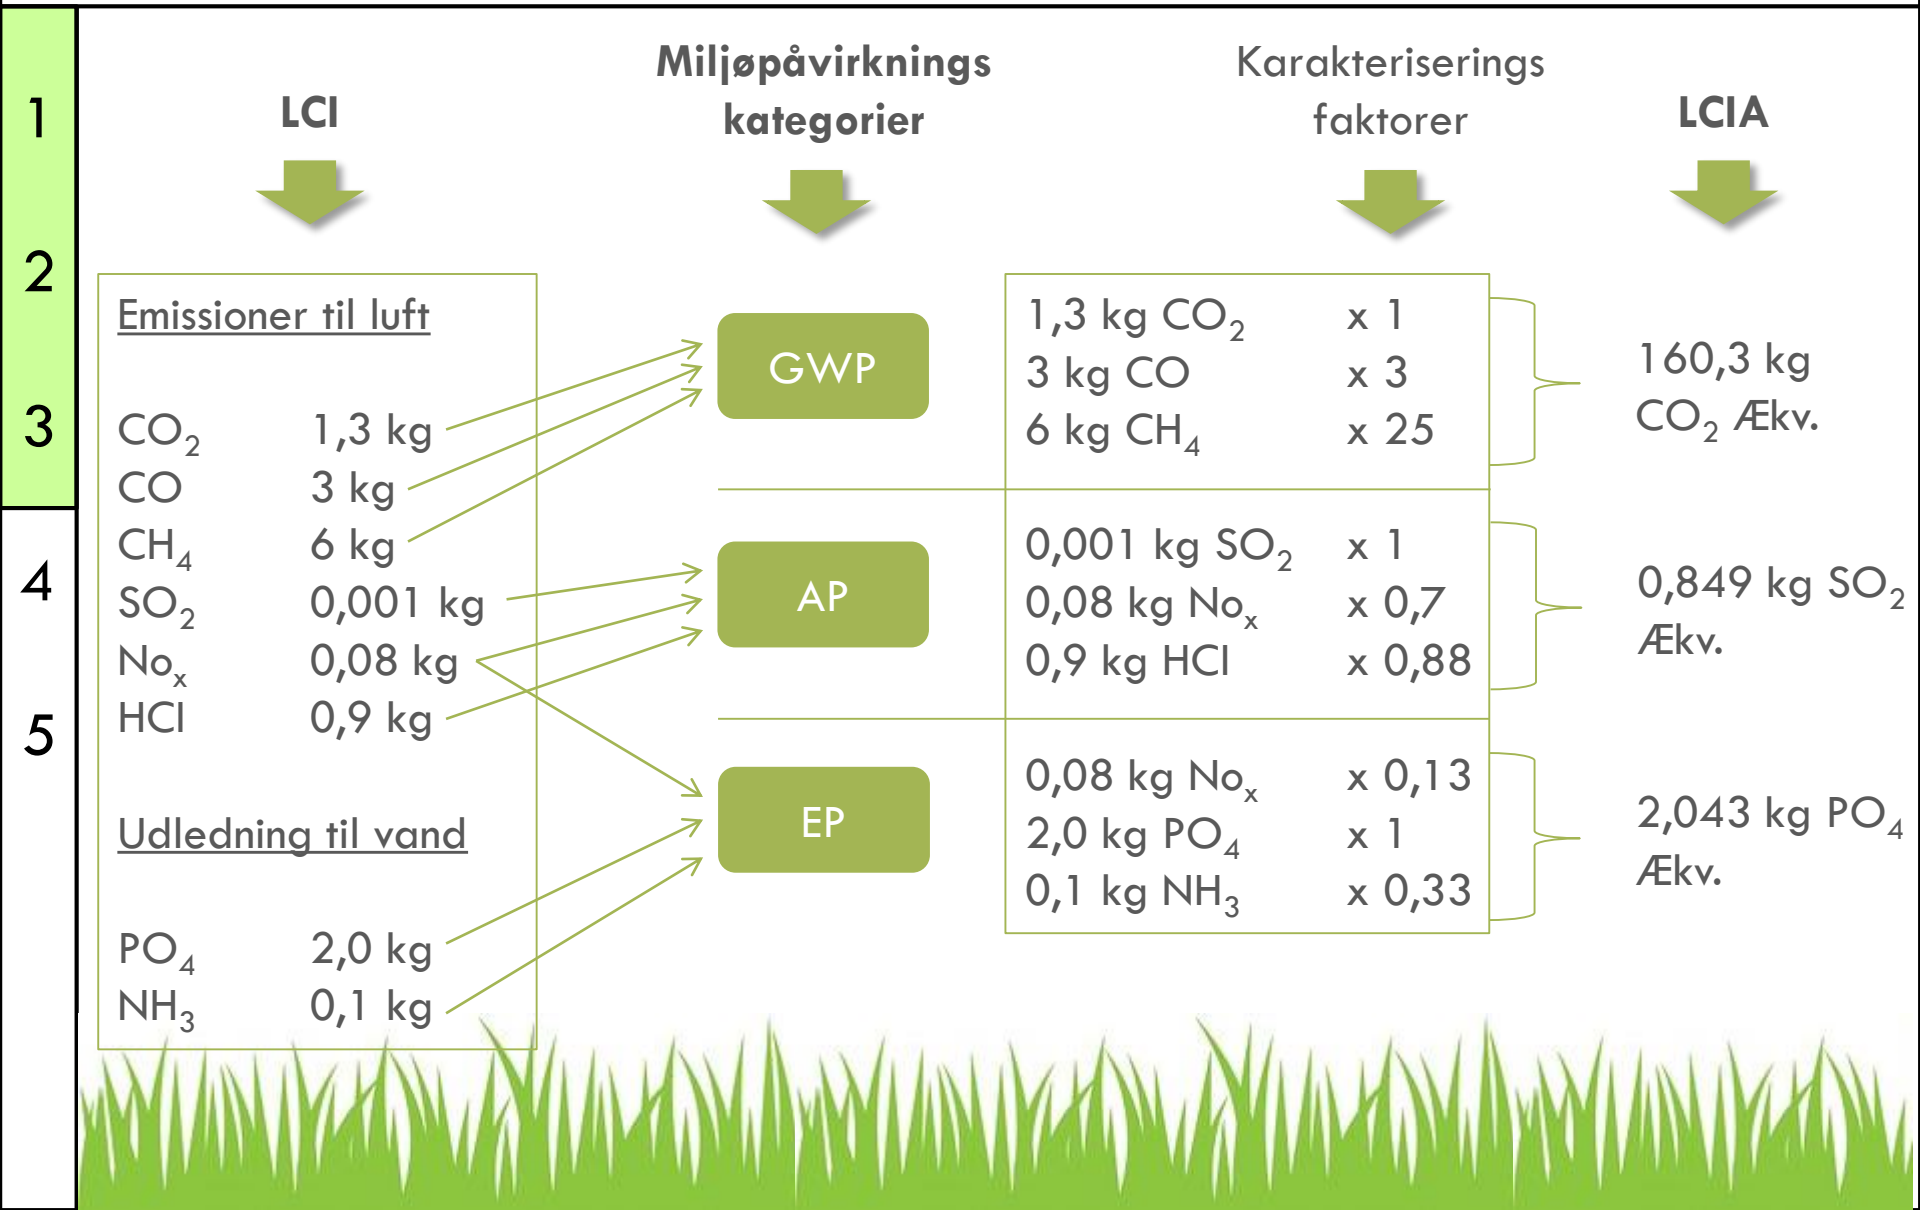 1
2
3
4
5
LCI
Miljøpåvirknings
kategorier
Karakteriserings
faktorer
LCIA
Emissioner til luft
CO₂ 1,3 kg
CO 3 kg
CH₄ 6 kg
SO₂ 0,001 kg
Noₓ 0,08 kg
HCl 0,9 kg
Udledning til vand
PO₄ 2,0 kg
NH₃ 0,1 kg
GWP
AP
EP
1,3 kg CO₂ x 1
3 kg CO x 3
6 kg CH₄ x 25
0,001 kg SO₂ x 1
0,08 kg Noₓ x 0,7
0,9 kg HCl x 0,88
0,08 kg Noₓ x 0,13
2,0 kg PO₄ x 1
0,1 kg NH₃ x 0,33
160,3 kg
CO₂ Ækv.
0,849 kg SO₂
Ækv.
2,043 kg PO₄
Ækv.